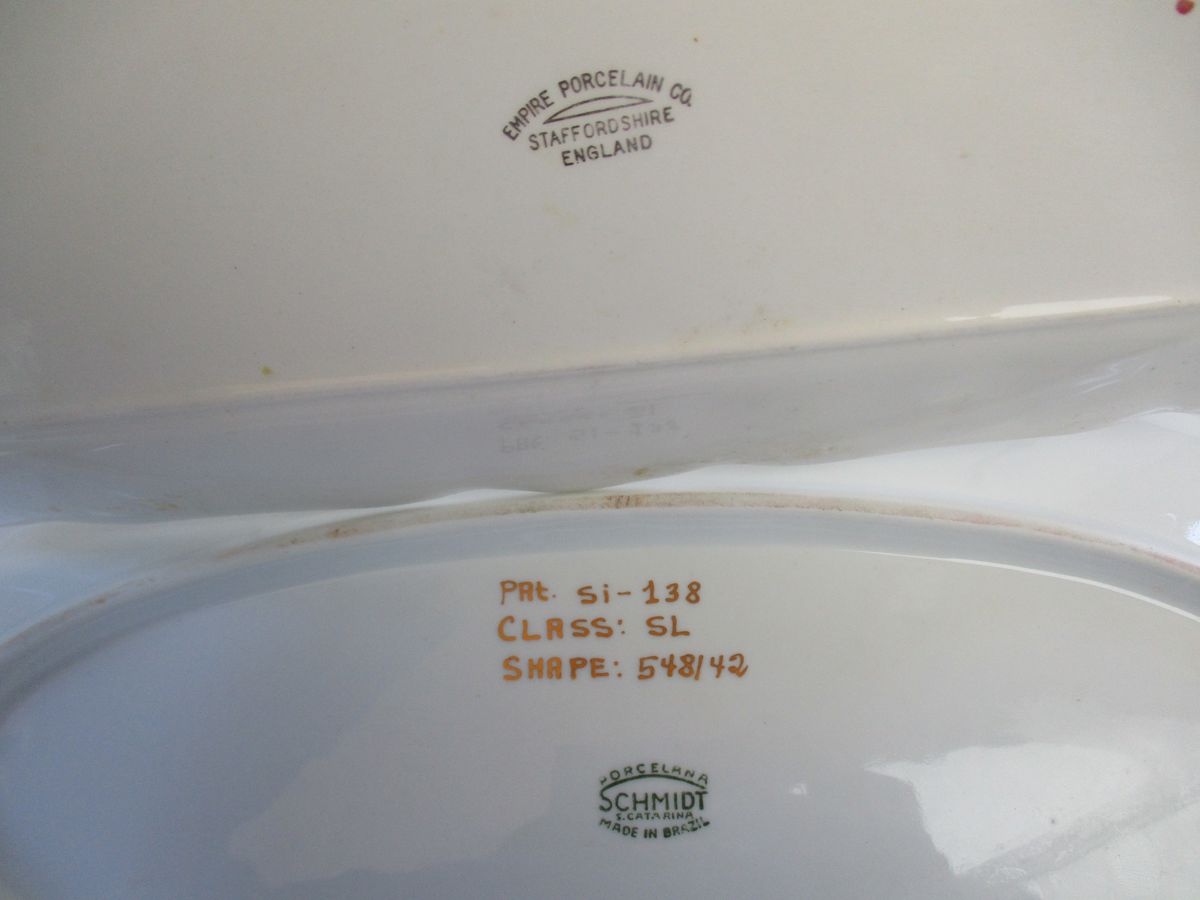 EMPIRE PORCELAIN CO.
STAFFORDSHIRE
ENGLAND
PAt. Si-138
CLASS: SL
SHAPE: 548/42
PORCELANA
SCHMIDT
S.CATARINA
MADE IN BRAZIL